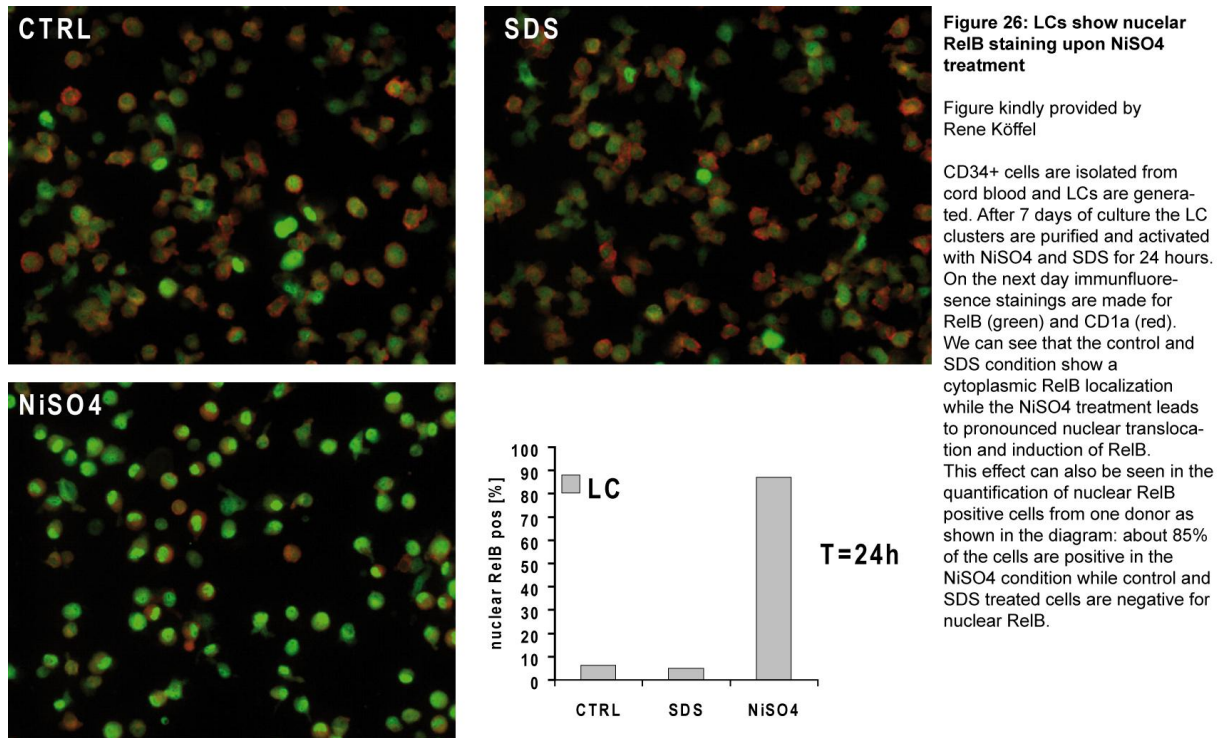 CTRL
SDS
NiSO4
100
90
80
70
60
50
40
30
20
10
0
nuclear RelB pos [%]
LC
CTRL
SDS
NiSO4
T=24h
Figure 26: LCs show nucelar
RelB staining upon NiSO4
treatment
Figure kindly provided by
Rene Köffel
CD34+ cells are isolated from
cord blood and LCs are genera-
ted. After 7 days of culture the LC
clusters are purified and activated
with NiSO4 and SDS for 24 hours.
On the next day immunfluore-
sence stainings are made for
RelB (green) and CD1a (red).
We can see that the control and
SDS condition show a
cytoplasmic RelB localization
while the NiSO4 treatment leads
to pronounced nuclear transloca-
tion and induction of RelB.
This effect can also be seen in the
quantification of nuclear RelB
positive cells from one donor as
shown in the diagram: about 85%
of the cells are positive in the
NiSO4 condition while control and
SDS treated cells are negative for
nuclear RelB.